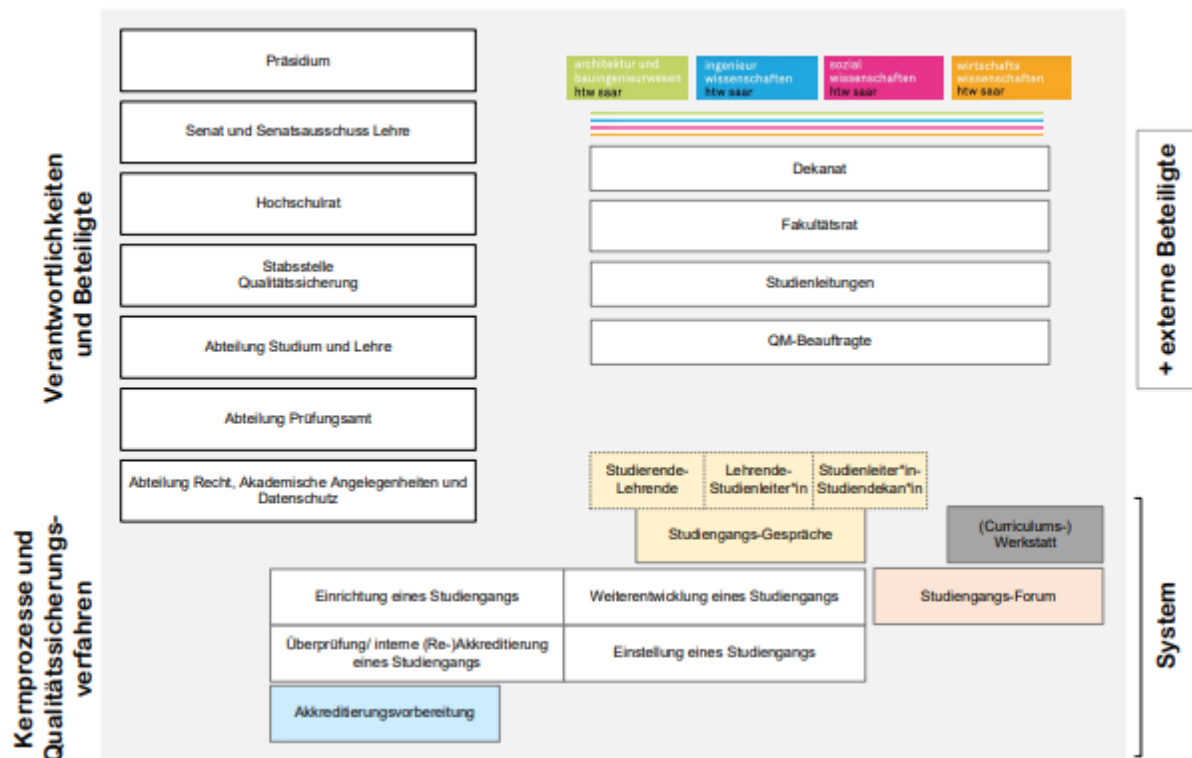 Verantwortlichkeiten
und Beteiligte
Präsidium
Senat und Senatsausschuss Lehre
Hochschulrat
Stabsstelle
Qualitätssicherung
Abteilung Studium und Lehre
Abteilung Prüfungsamt
Abteilung Recht, Akademische Angelegenheiten und
Datenschutz
architektur und
bauingenieurwesen
htw saar
ingenieur
wissenschaften
htw saar
sozial
wissenschaften
htw saar
wirtschafts
wissenschaften
htw saar
Dekanat
Fakultätsrat
Studienleitungen
QM-Beauftragte
+ externe Beteiligte
Kernprozesse und
Qualitätssicherungs-
verfahren
Studierende-
Lehrende
Lehrende-
Studienleiter*in
Studienleiter*in-
Studiendekan*in
Studiengangs-Gespräche
(Curriculums-)
Werkstatt
Einrichtung eines Studiengangs
Weiterentwicklung eines Studiengangs
Studiengangs-Forum
Überprüfung/ interne (Re-)Akkreditierung
eines Studiengangs
Einstellung eines Studiengangs
Akkreditierungsvorbereitung
System